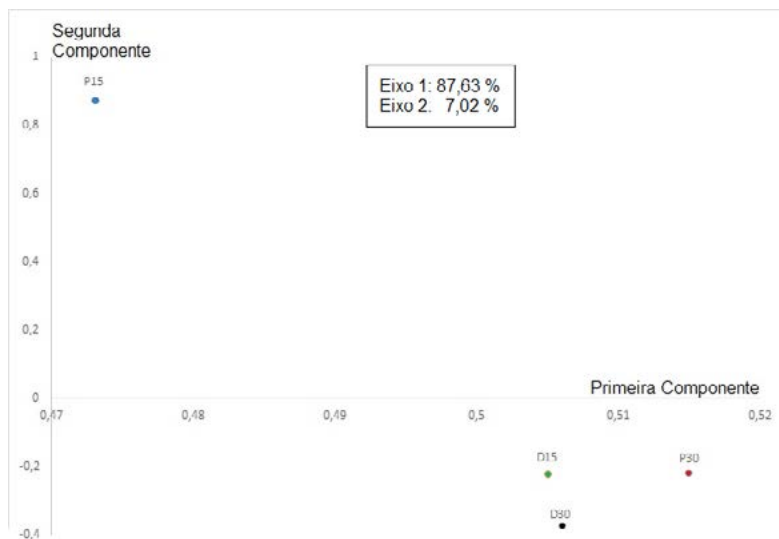 Segunda
Componente
1
P15
Eixo 1: 87,63 %
Eixo 2. 7,02 %
0,8
0,6
0,4
0,2
Primeira Componente
0
0,47
0,48
0,49
0,5
0,51
0,52
D15
P30
-0,2
D30
-0,4